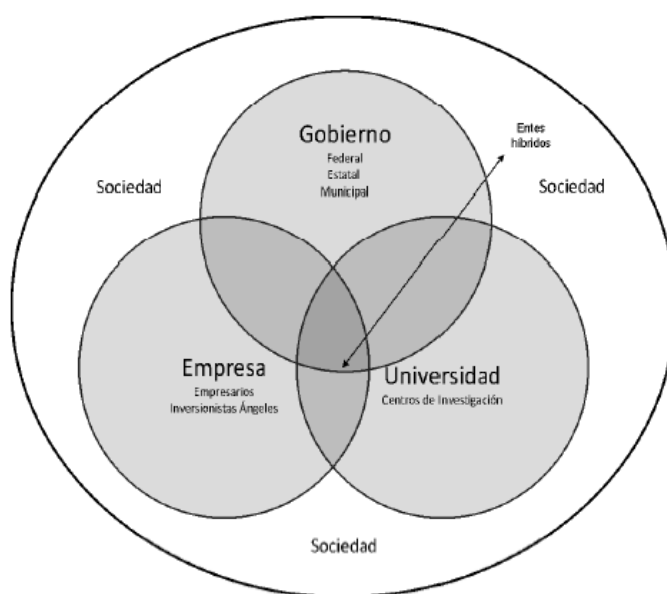 Gobierno
Federal
Estatal
Municipal
Entes
híbridos
Sociedad
Sociedad
Empresa
Empresarios
Inversionistas Ángeles
Universidad
Centros de Investigación
Sociedad